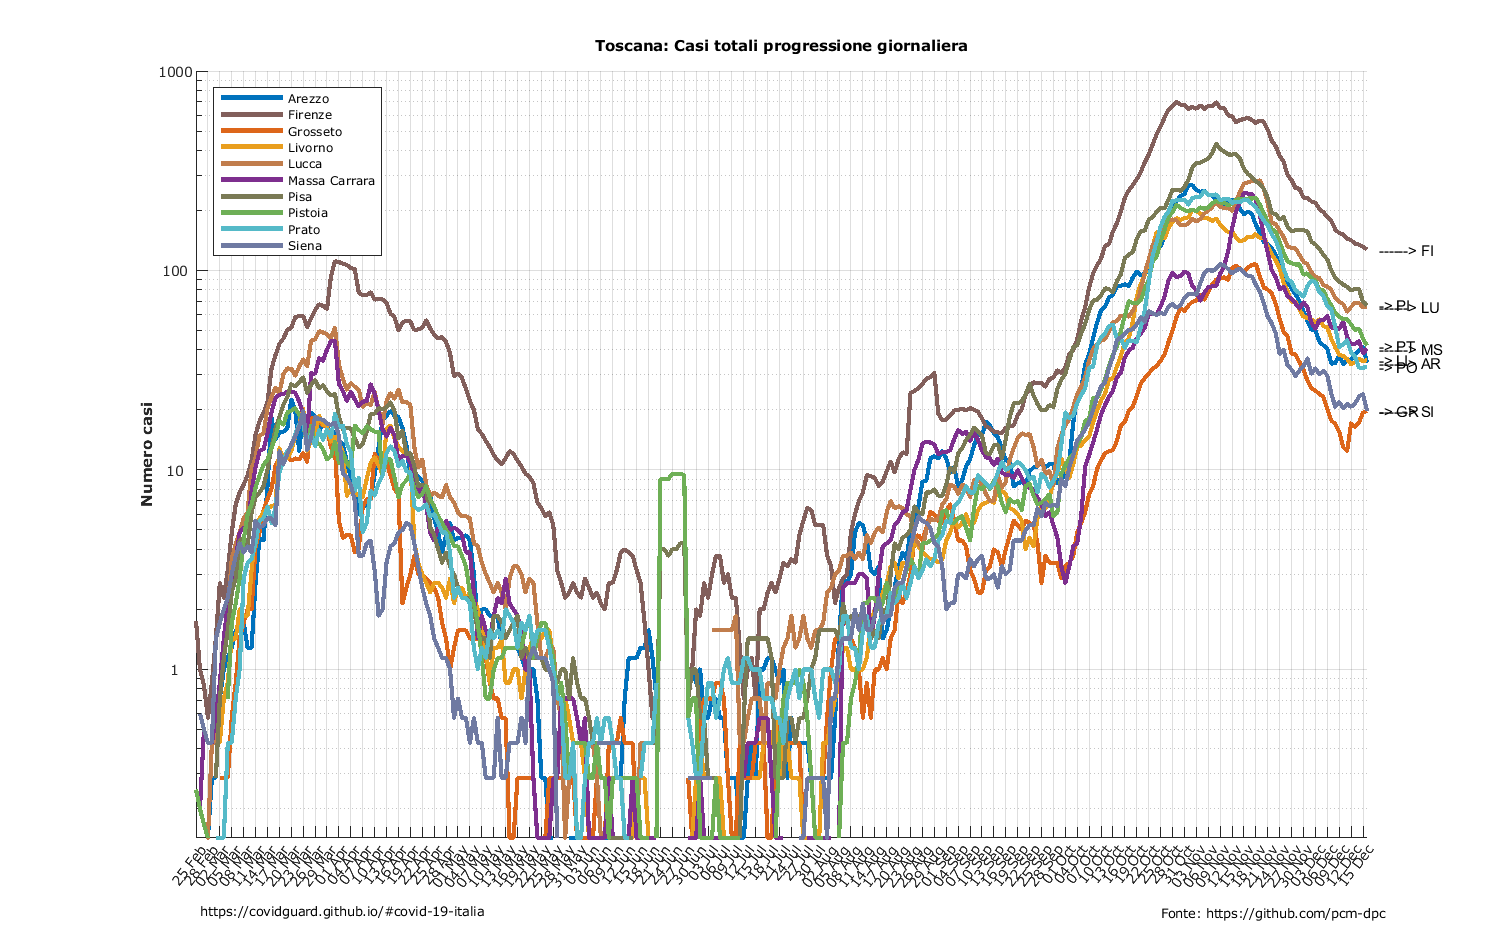 Toscana: Casi totali progressione giornaliera
Numero casi
1000
100
10
1
Arezzo
Firenze
Grosseto
Livorno
Lucca
Massa Carrara
Pisa
Pistoia
Prato
Siena
------> FI
-> PI
------> LU
-> PT
------> MS
-> LI
------> AR
-> PO
-> GR
------> SI
25 Feb
28 Feb
02 Mar
05 Mar
08 Mar
11 Mar
14 Mar
17 Mar
20 Mar
23 Mar
26 Mar
29 Mar
01 Apr
04 Apr
07 Apr
10 Apr
13 Apr
16 Apr
19 Apr
22 Apr
25 Apr
28 Apr
01 May
04 May
07 May
10 May
13 May
16 May
19 May
22 May
25 May
28 May
31 May
03 Jun
06 Jun
09 Jun
12 Jun
15 Jun
18 Jun
21 Jun
24 Jun
27 Jun
30 Jun
03 Jul
06 Jul
09 Jul
12 Jul
15 Jul
18 Jul
21 Jul
24 Jul
27 Jul
30 Jul
02 Aug
05 Aug
08 Aug
11 Aug
14 Aug
17 Aug
20 Aug
23 Aug
26 Aug
29 Aug
01 Sep
04 Sep
07 Sep
10 Sep
13 Sep
16 Sep
19 Sep
22 Sep
25 Sep
28 Sep
01 Oct
04 Oct
07 Oct
10 Oct
13 Oct
16 Oct
19 Oct
22 Oct
25 Oct
28 Oct
31 Oct
03 Nov
06 Nov
09 Nov
12 Nov
15 Nov
18 Nov
21 Nov
24 Nov
27 Nov
30 Nov
03 Dec
06 Dec
09 Dec
12 Dec
15 Dec
https://covidguard.github.io/#covid-19-italia
Fonte: https://github.com/pcm-dpc